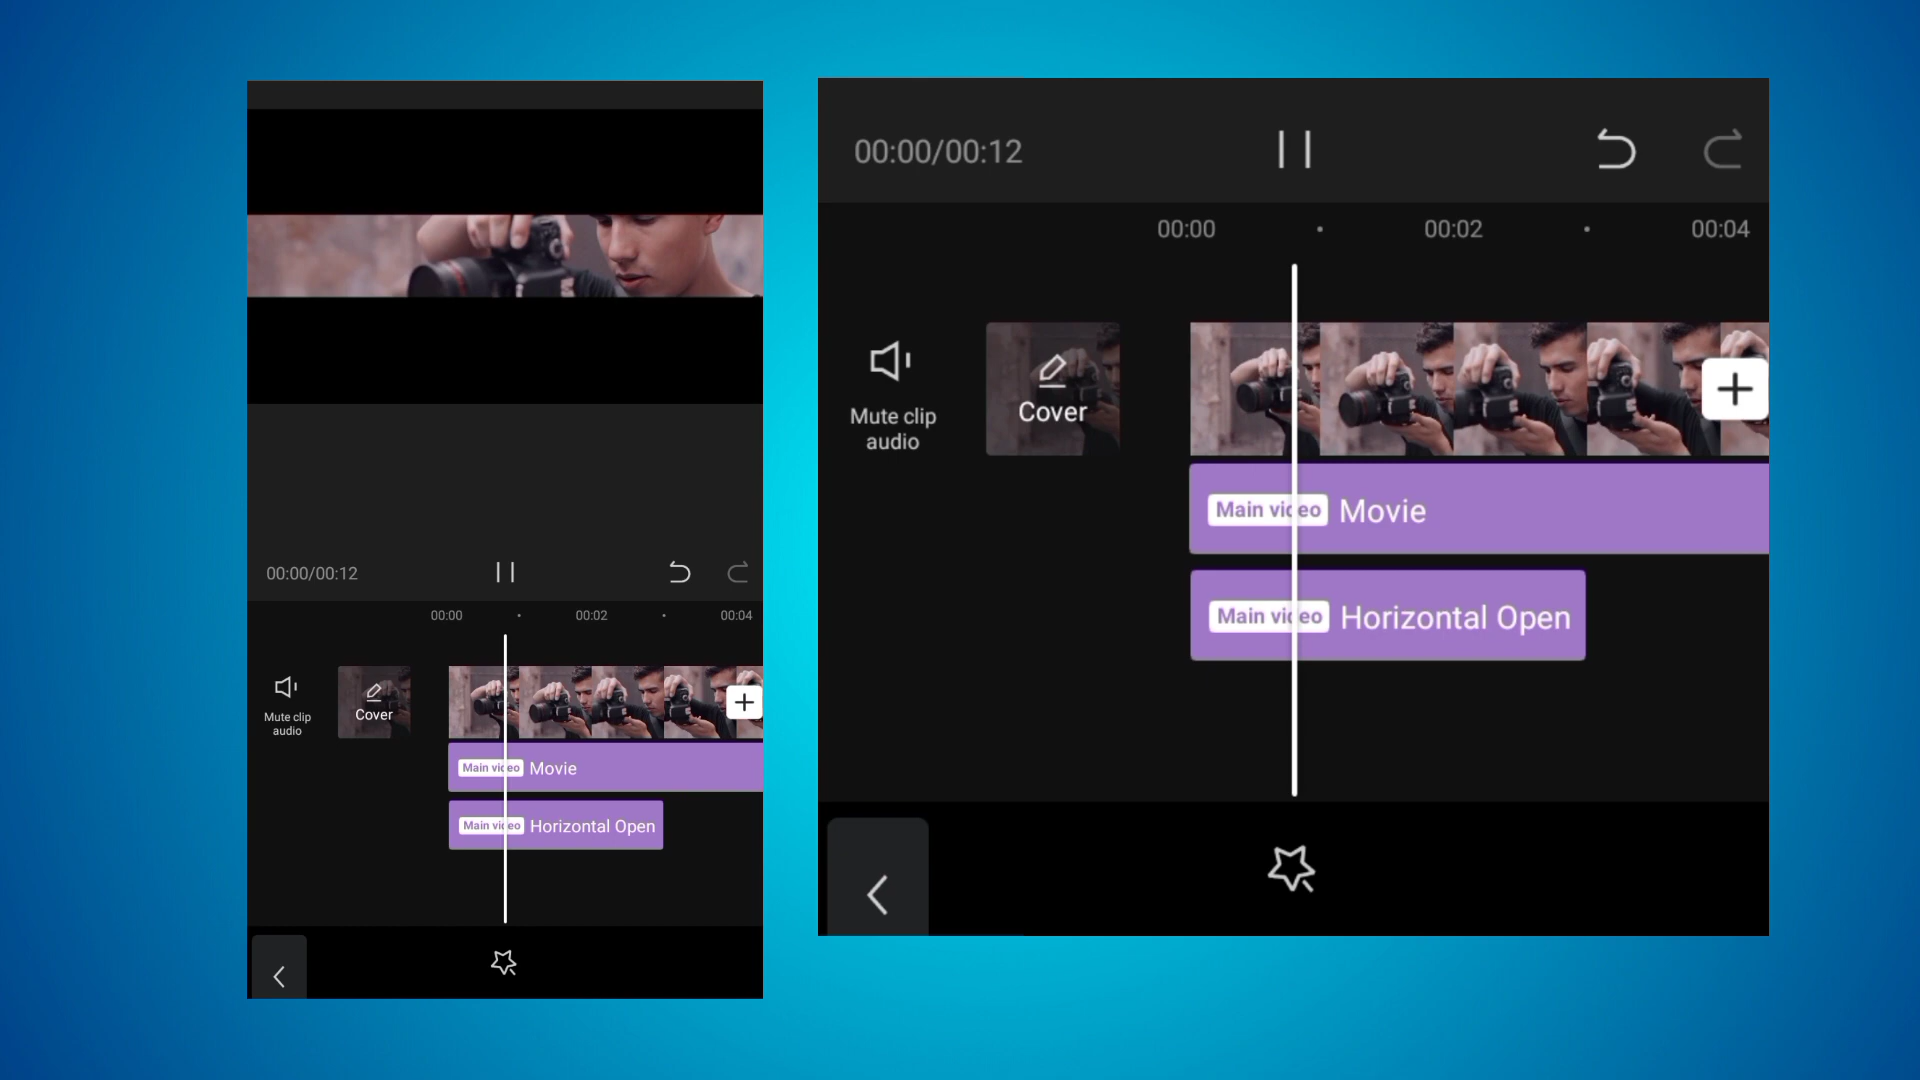 00:00/00:12
00:00 00:02 00:04
Mute clip
audio
Cover
Main video Movie
Main video Horizontal Open
00:00/00:12
00:00 00:02 00:04
Mute clip
audio
Cover
Main video Movie
Main video Horizontal Open